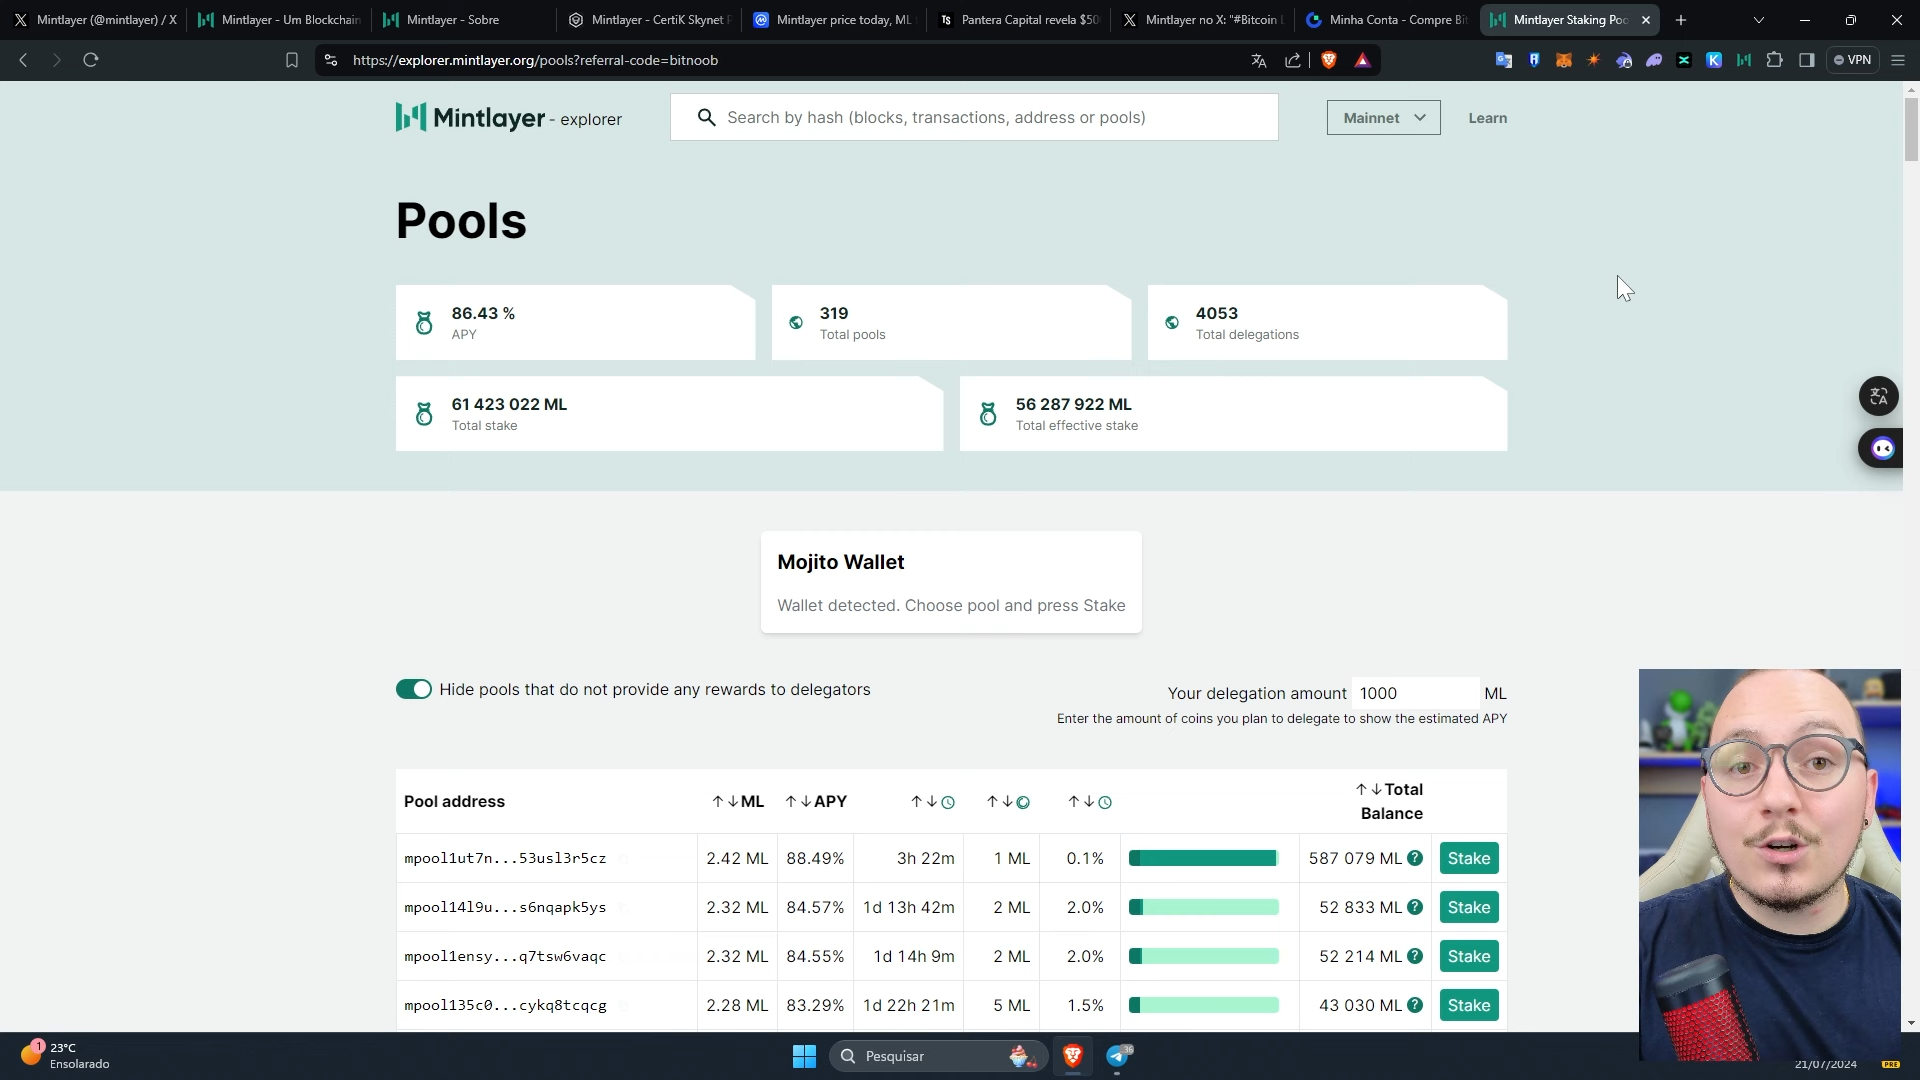 Mintlayer (@mintlayer) / X
Mintlayer - Um Blockchain
Mintlayer - Sobre
Mintlayer - CertiK Skynet P
Mintlayer price today, ML
Pantera Capital revela $50
Mintlayer no X: "#Bitcoin L
Minha Conta - Compre Bi
Mintlayer Staking Poo
https://explorer.mintlayer.org/pools?referral-code=bitnoob
VPN
Mintlayer - explorer
Search by hash (blocks, transactions, address or pools)
Mainnet
Learn
Pools
86.43 %
APY
319
Total pools
4053
Total delegations
61 423 022 ML
Total stake
56 287 922 ML
Total effective stake
Mojito Wallet
Wallet detected. Choose pool and press Stake
Hide pools that do not provide any rewards to delegators
Your delegation amount 1000 ML
Enter the amount of coins you plan to delegate to show the estimated APY
Pool address ↑↓ML ↑↓APY ↑↓ ↑↓ ↑↓ ↑↓Total Balance
mpool1ut7n...53usl3r5cz 2.42 ML 88.49% 3h 22m 1 ML 0.1% 587 079 ML ? Stake
mpool14l9u...s6nqapk5ys 2.32 ML 84.57% 1d 13h 42m 2 ML 2.0% 52 833 ML ? Stake
mpool1ensy...q7tsw6vaqc 2.32 ML 84.55% 1d 14h 9m 2 ML 2.0% 52 214 ML ? Stake
mpool135c0...cykq8tcqcg 2.28 ML 83.29% 1d 22h 21m 5 ML 1.5% 43 030 ML ? Stake
1
23°C
Ensolarado
Pesquisar
36
21/07/2024
PRE